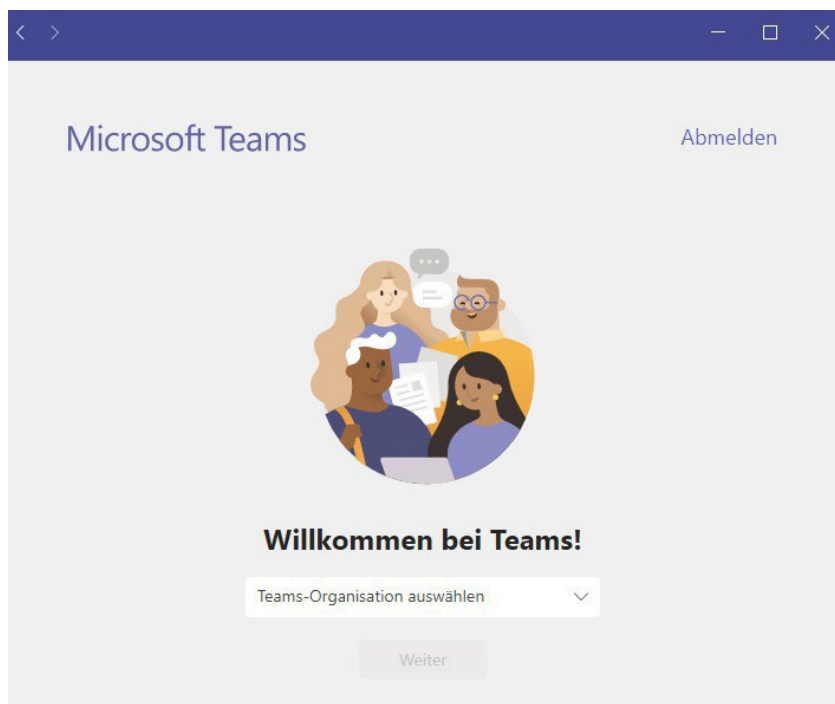 Microsoft Teams
Abmelden
Willkommen bei Teams!
Teams-Organisation auswählen
Weiter